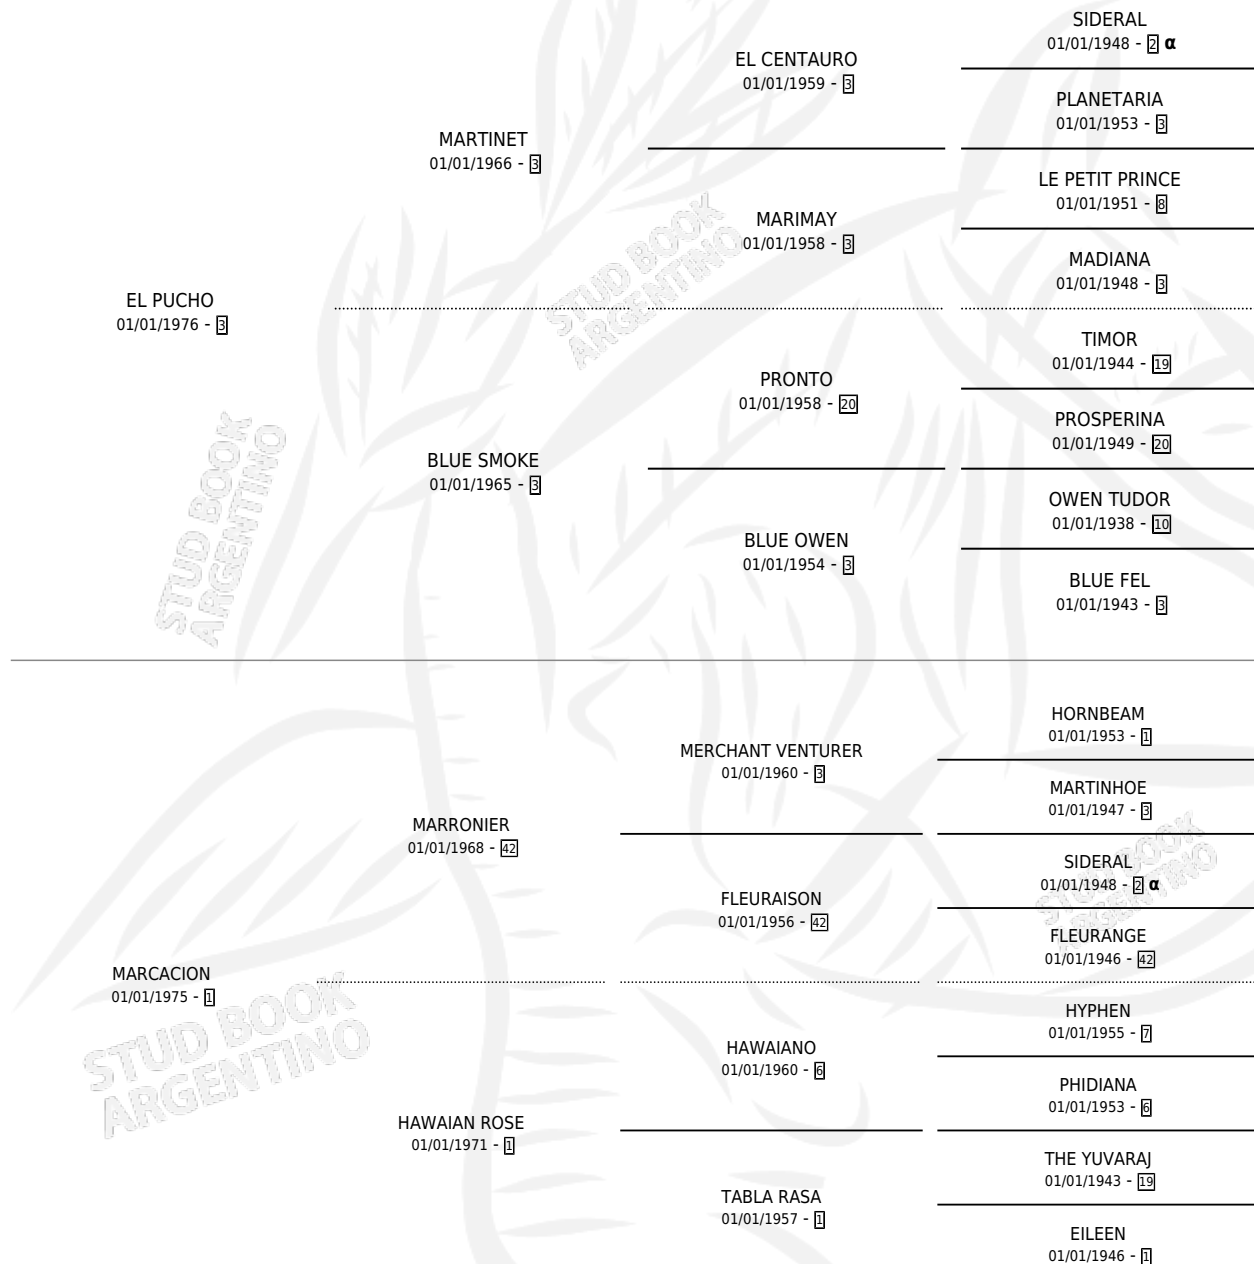 SIDERAL
01/01/1948 - 2 α
EL CENTAURO
01/01/1959 - 3
PLANETARIA
01/01/1953 - 3
MARTINET
01/01/1966 - 3
LE PETIT PRINCE
01/01/1951 - 8
MARIMAY
01/01/1958 - 3
MADIANA
01/01/1948 - 3
EL PUCHO
01/01/1976 - 3
TIMOR
01/01/1944 - 19
PRONTO
01/01/1958 - 20
PROSPERINA
01/01/1949 - 20
BLUE SMOKE
01/01/1965 - 3
OWEN TUDOR
01/01/1938 - 10
BLUE OWEN
01/01/1954 - 3
BLUE FEL
01/01/1943 - 3
STUD BOOK
ARGENTINO
STUD BOOK
ARGENTINO
HORNBEAM
01/01/1953 - 1
MERCHANT VENTURER
01/01/1960 - 3
MARTINHOE
01/01/1947 - 3
MARRONIER
01/01/1968 - 42
SIDERAL
01/01/1948 - 2 α
FLEURAISON
01/01/1956 - 42
FLEURANGE
01/01/1946 - 42
MARCACION
01/01/1975 - 1
HYPHEN
01/01/1955 - 7
HAWAIANO
01/01/1960 - 6
PHIDIANA
01/01/1953 - 6
HAWAIAN ROSE
01/01/1971 - 1
THE YUVARAJ
01/01/1943 - 19
TABLA RASA
01/01/1957 - 1
EILEEN
01/01/1946 - 1
STUD BOOK
ARGENTINO
STUD BOOK
ARGENTINO